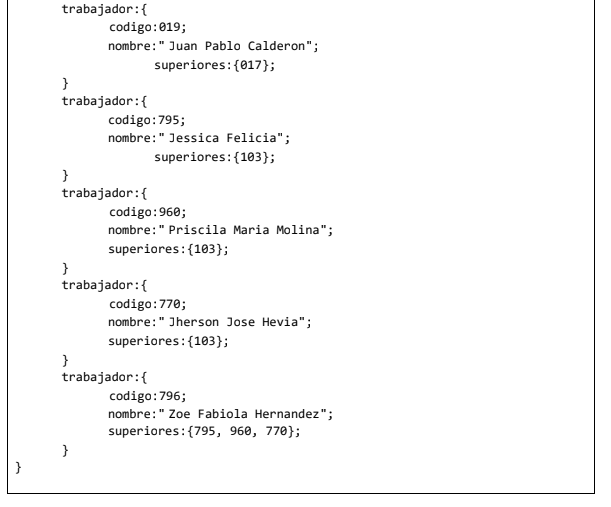 trabajador:{
codigo:019;
nombre:" Juan Pablo Calderon";
superiores:{017};
}
trabajador:{
codigo:795;
nombre:" Jessica Felicia";
superiores:{103};
}
trabajador:{
codigo:960;
nombre:" Priscila Maria Molina";
superiores:{103};
}
trabajador:{
codigo:770;
nombre:" Jherson Jose Hevia";
superiores:{103};
}
trabajador:{
codigo:796;
nombre:" Zoe Fabiola Hernandez";
superiores:{795, 960, 770};
}
}